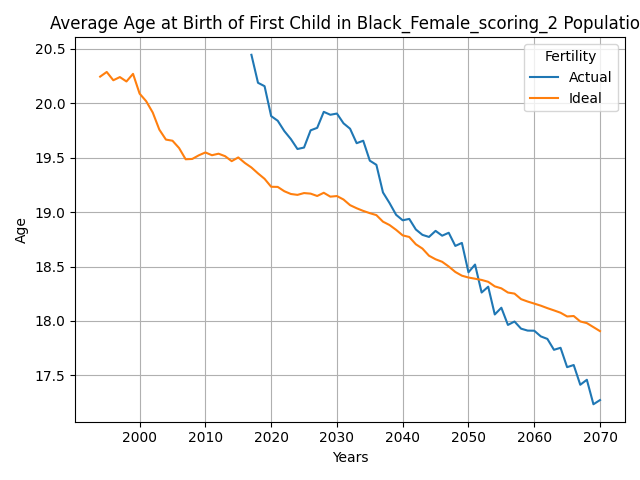 Average Age at Birth of First Child in Black_Female_scoring_2 Populatio
20.5
20.0
19.5
19.0
18.5
18.0
17.5
Age
Fertility
Actual
Ideal
2000 2010 2020 2030 2040 2050 2060 2070
Years